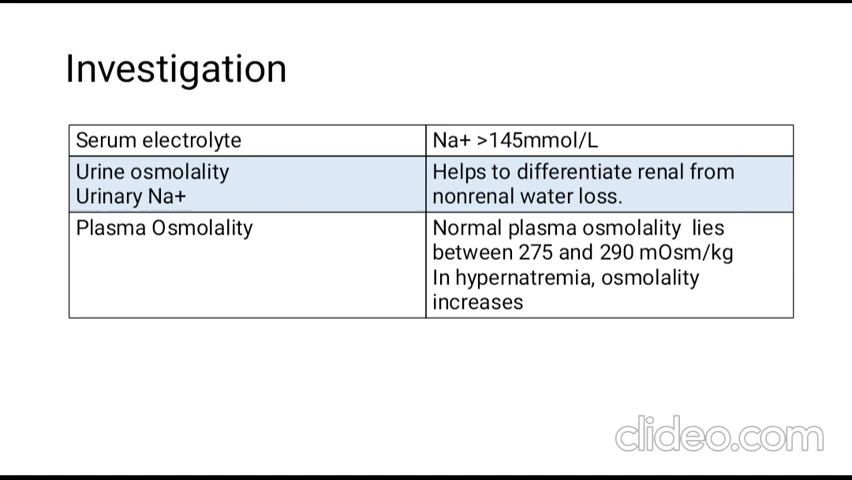 Investigation
Serum electrolyte
Na+ >145mmol/L
Urine osmolality
Urinary Na+
Helps to differentiate renal from
nonrenal water loss.
Plasma Osmolality
Normal plasma osmolality lies
between 275 and 290 mOsm/kg
In hypernatremia, osmolality
increases
clideo.com